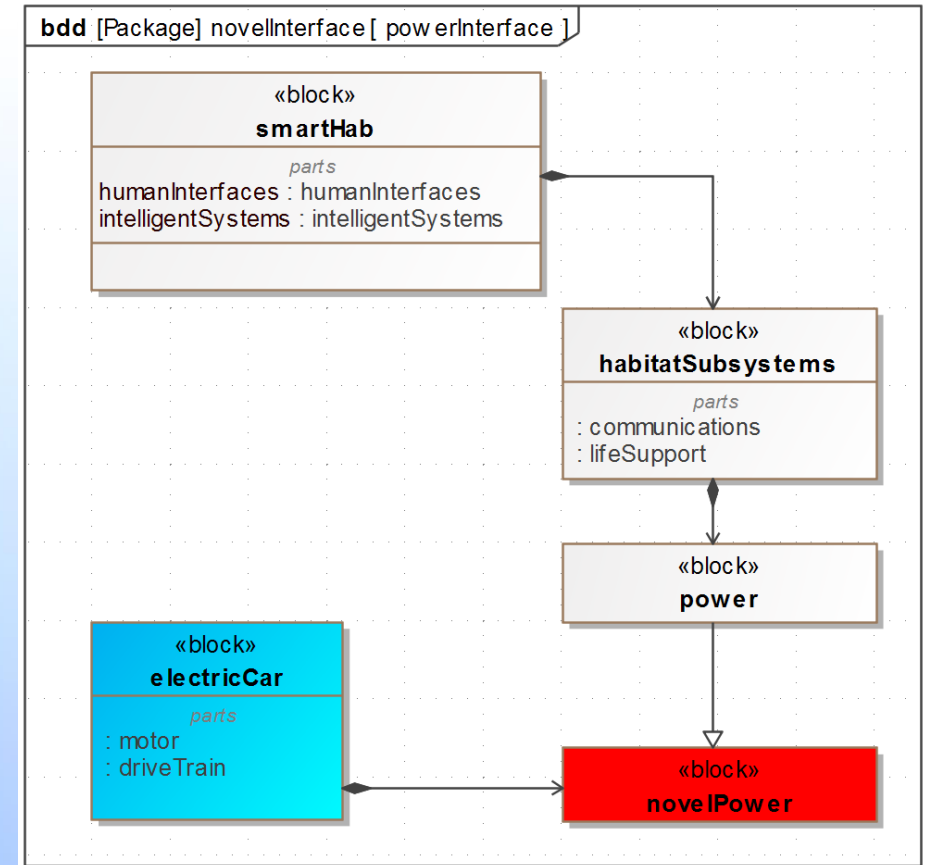 bdd [Package] novelInterface [ powerInterface ]
«block»
smartHab
parts
humanInterfaces : humanInterfaces
intelligentSystems : intelligentSystems
«block»
habitatSubsystems
parts
: communications
: lifeSupport
«block»
power
«block»
electricCar
parts
: motor
: driveTrain
«block»
novelPower